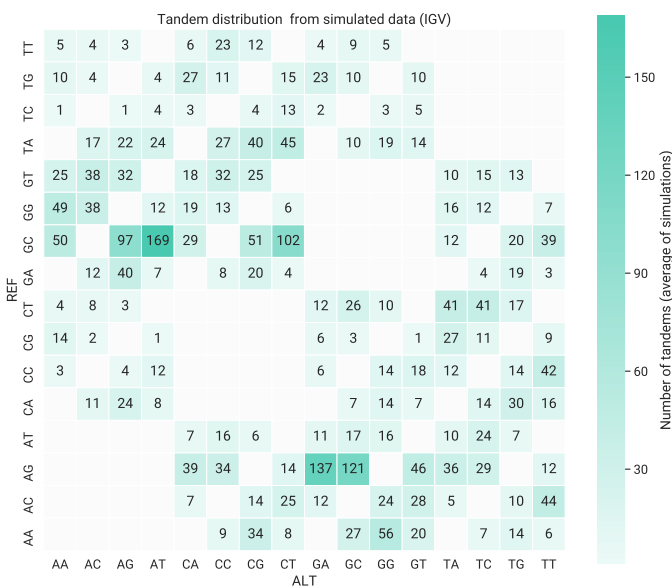 Tandem distribution  from simulated data (IGV)
TT 5 4 3 6 23 12 4 9 5
TG 10 4 4 27 11 15 23 10 10
TC 1 1 4 3 4 13 2 3 5
TA 17 22 24 27 40 45 10 19 14
GT 25 38 32 18 32 25 10 15 13
GG 49 38 12 19 13 6 16 12 7
GC 50 97 169 29 51 102 12 20 39
GA 12 40 7 8 20 4 4 19 3
CT 4 8 3 12 26 10 41 41 17
CG 14 2 1 6 3 1 27 11 9
CC 3 4 12 6 14 18 12 14 42
CA 11 24 8 7 14 7 14 30 16
AT 7 16 6 11 17 16 10 24 7
AG 39 34 14 137 121 46 36 29 12
AC 7 14 25 12 24 28 5 10 44
AA 9 34 8 27 56 20 7 14 6
AA AC AG AT CA CC CG CT GA GC GG GT TA TC TG TT
ALT
REF
150
120
90
60
30
Number of tandems (average of simulations)